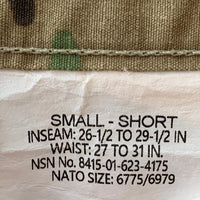 SMALL - SHORT
INSEAM: 26-1/2 TO 29-1/2 IN
WAIST: 27 TO 31 IN.
NSN No. 8415-01-623-4175
NATO SIZE: 6775/6979